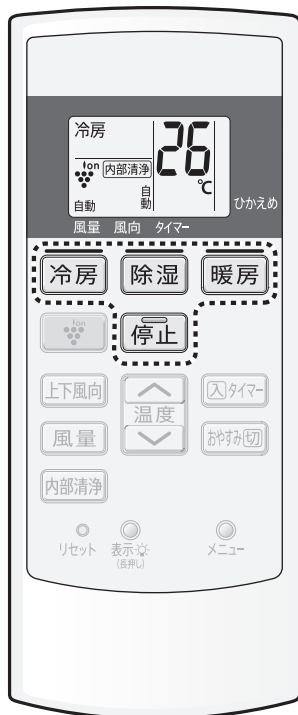 冷房
26℃
ion 内部清浄
自動
自動
ひかえめ
風量 風向 タイマー
冷房 除湿 暖房
ion 停止
上下風向 温度 入タイマー
風量 おやすみ切
内部清浄
リセット 表示 メニュー
(長押し)